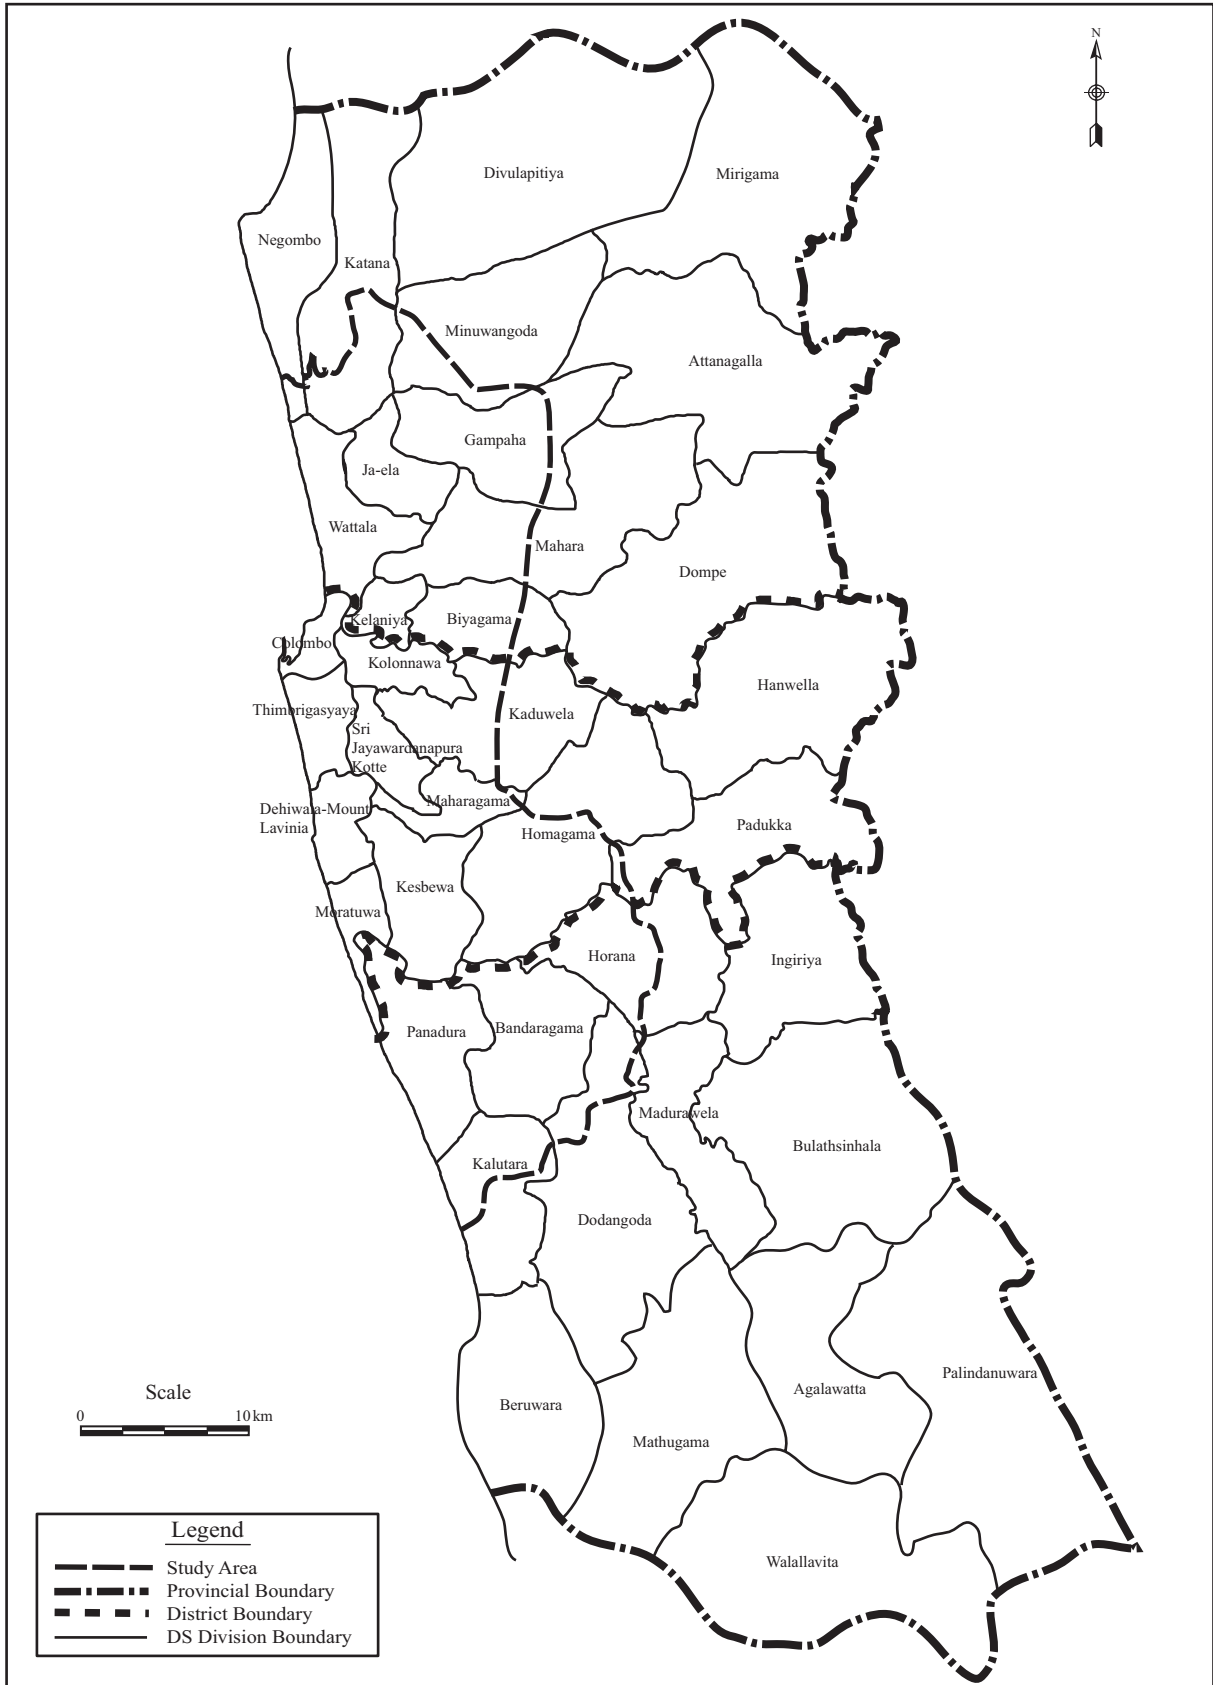 N
Divulapitiya
Mirigama
Negombo
Katana
Minuwangoda
Attanagalla
Gampaha
Ja-ela
Wattala
Mahara
Dompe
Kelaniya
Biyagama
Colombo
Kolonnawa
Hanwella
Thimbrigasyaya
Kaduwela
Sri
Jayawardanapura
Kotte
Maharagama
Dehiwala-Mount
Lavinia
Homagama
Padukka
Kesbewa
Moratuwa
Horana
Ingiriya
Panadura
Bandaragama
Madurawela
Bulathsinhala
Kalutara
Dodangoda
Palindanuwara
Agalawatta
Beruwara
Mathugama
Walallavita
Scale
0 10 km
Legend
Study Area
Provincial Boundary
District Boundary
DS Division Boundary